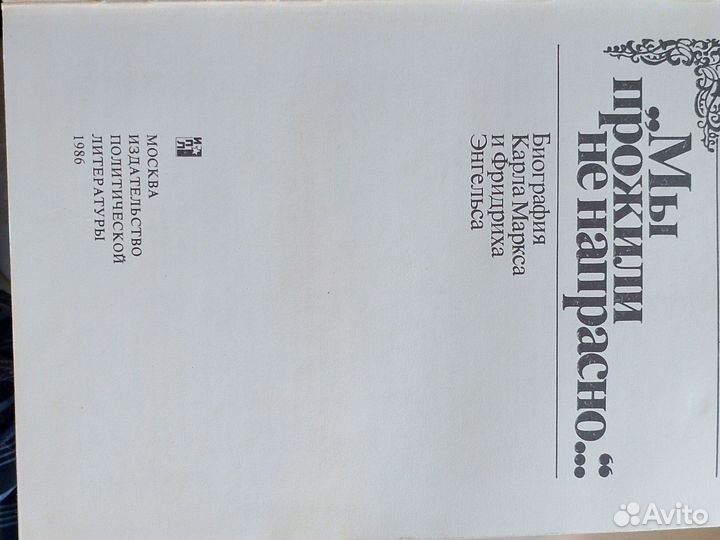 „Мы
прожили
не напрасно...“
Биография
Карла Маркса
и Фридриха
Энгельса
МОСКВА
ИЗДАТЕЛЬСТВО
ПОЛИТИЧЕСКОЙ
ЛИТЕРАТУРЫ
1986
Avito